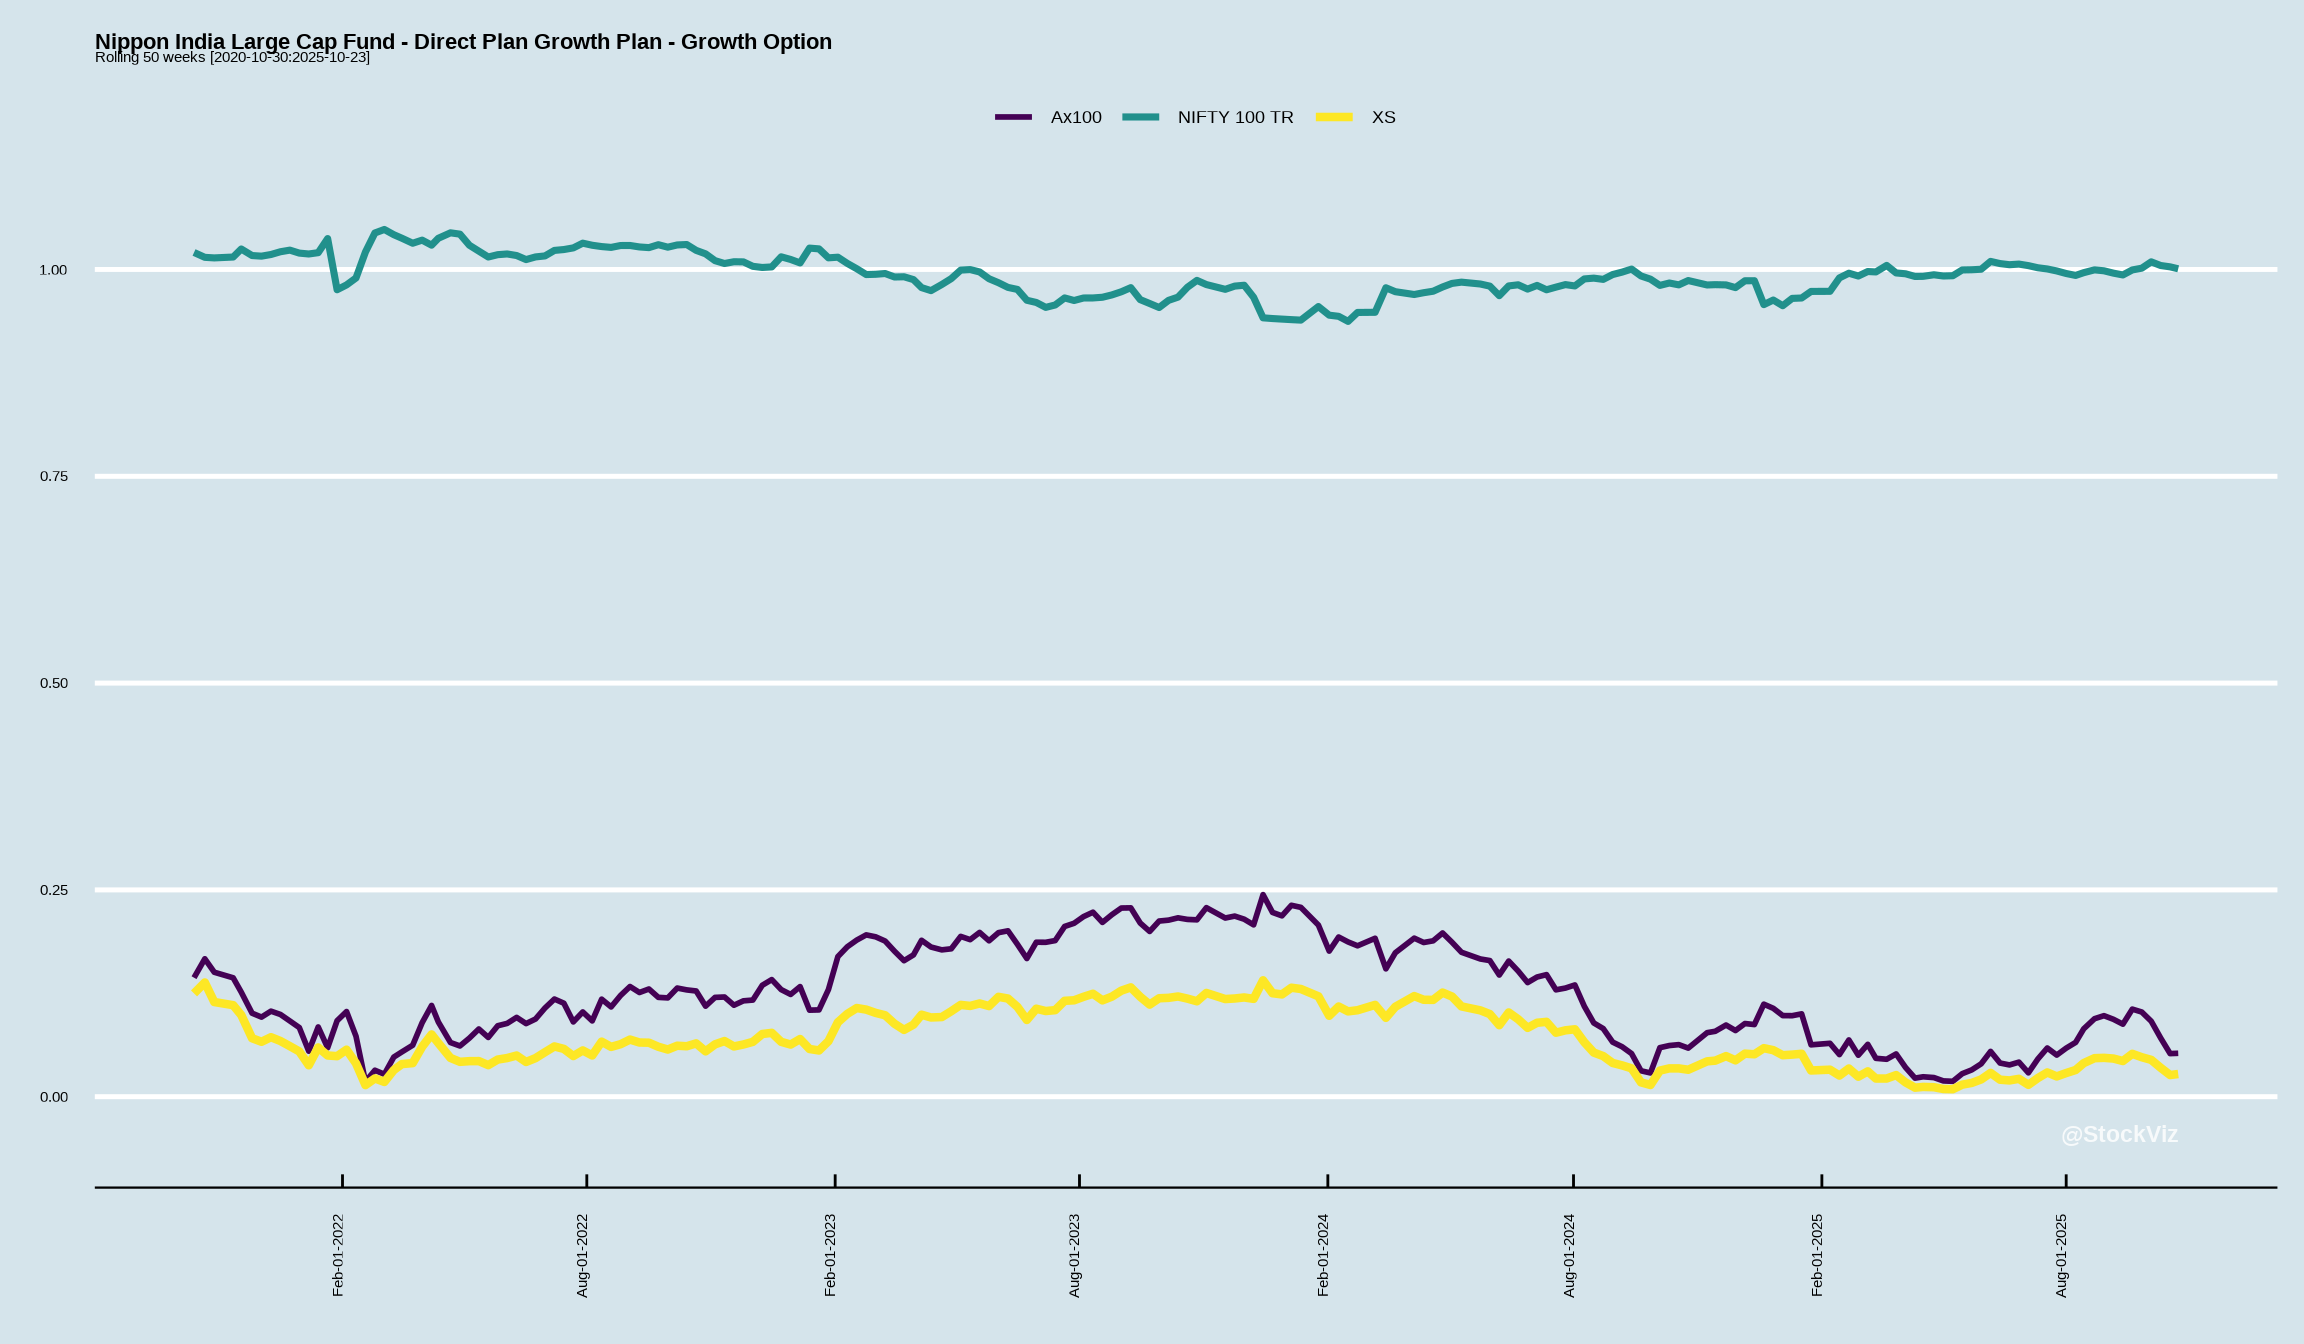 Nippon India Large Cap Fund - Direct Plan Growth Plan - Growth Option
Rolling 50 weeks [2020-10-30:2025-10-23]
Ax100 NIFTY 100 TR XS
1.00
0.75
0.50
0.25
0.00
@StockViz
Feb-01-2022 Aug-01-2022 Feb-01-2023 Aug-01-2023 Feb-01-2024 Aug-01-2024 Feb-01-2025 Aug-01-2025